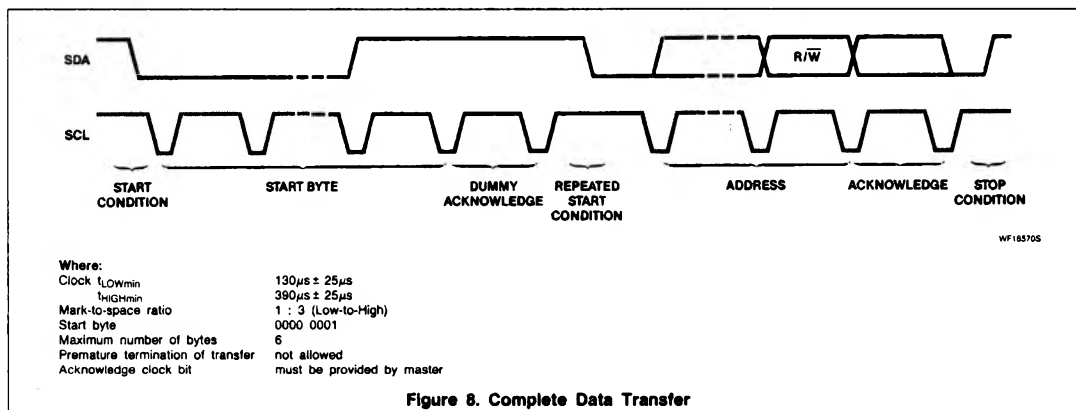 SDA
R/W̅
SCL
START CONDITION
START BYTE
DUMMY ACKNOWLEDGE
REPEATED START CONDITION
ADDRESS
ACKNOWLEDGE
STOP CONDITION
WF16570S
Where:
Clock tLOWmin 130μs ± 25μs
tHIGHmin 390μs ± 25μs
Mark-to-space ratio 1 : 3 (Low-to-High)
Start byte 0000 0001
Maximum number of bytes 6
Premature termination of transfer not allowed
Acknowledge clock bit must be provided by master
Figure 8. Complete Data Transfer